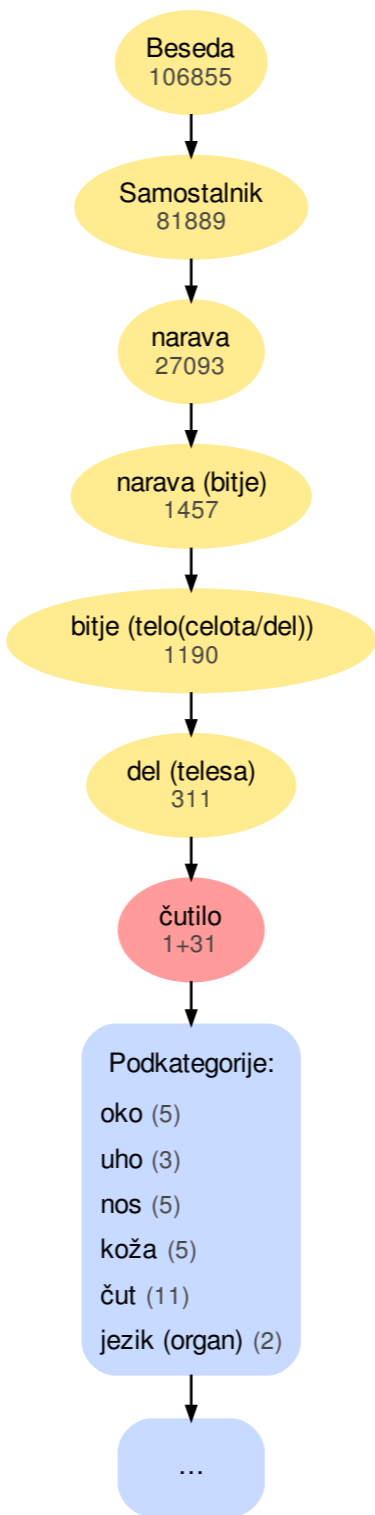 Beseda
106855
Samostalnik
81889
narava
27093
narava (bitje)
1457
bitje (telo(celota/del))
1190
del (telesa)
311
čutilo
1+31
Podkategorije:
oko (5)
uho (3)
nos (5)
koža (5)
čut (11)
jezik (organ) (2)
...